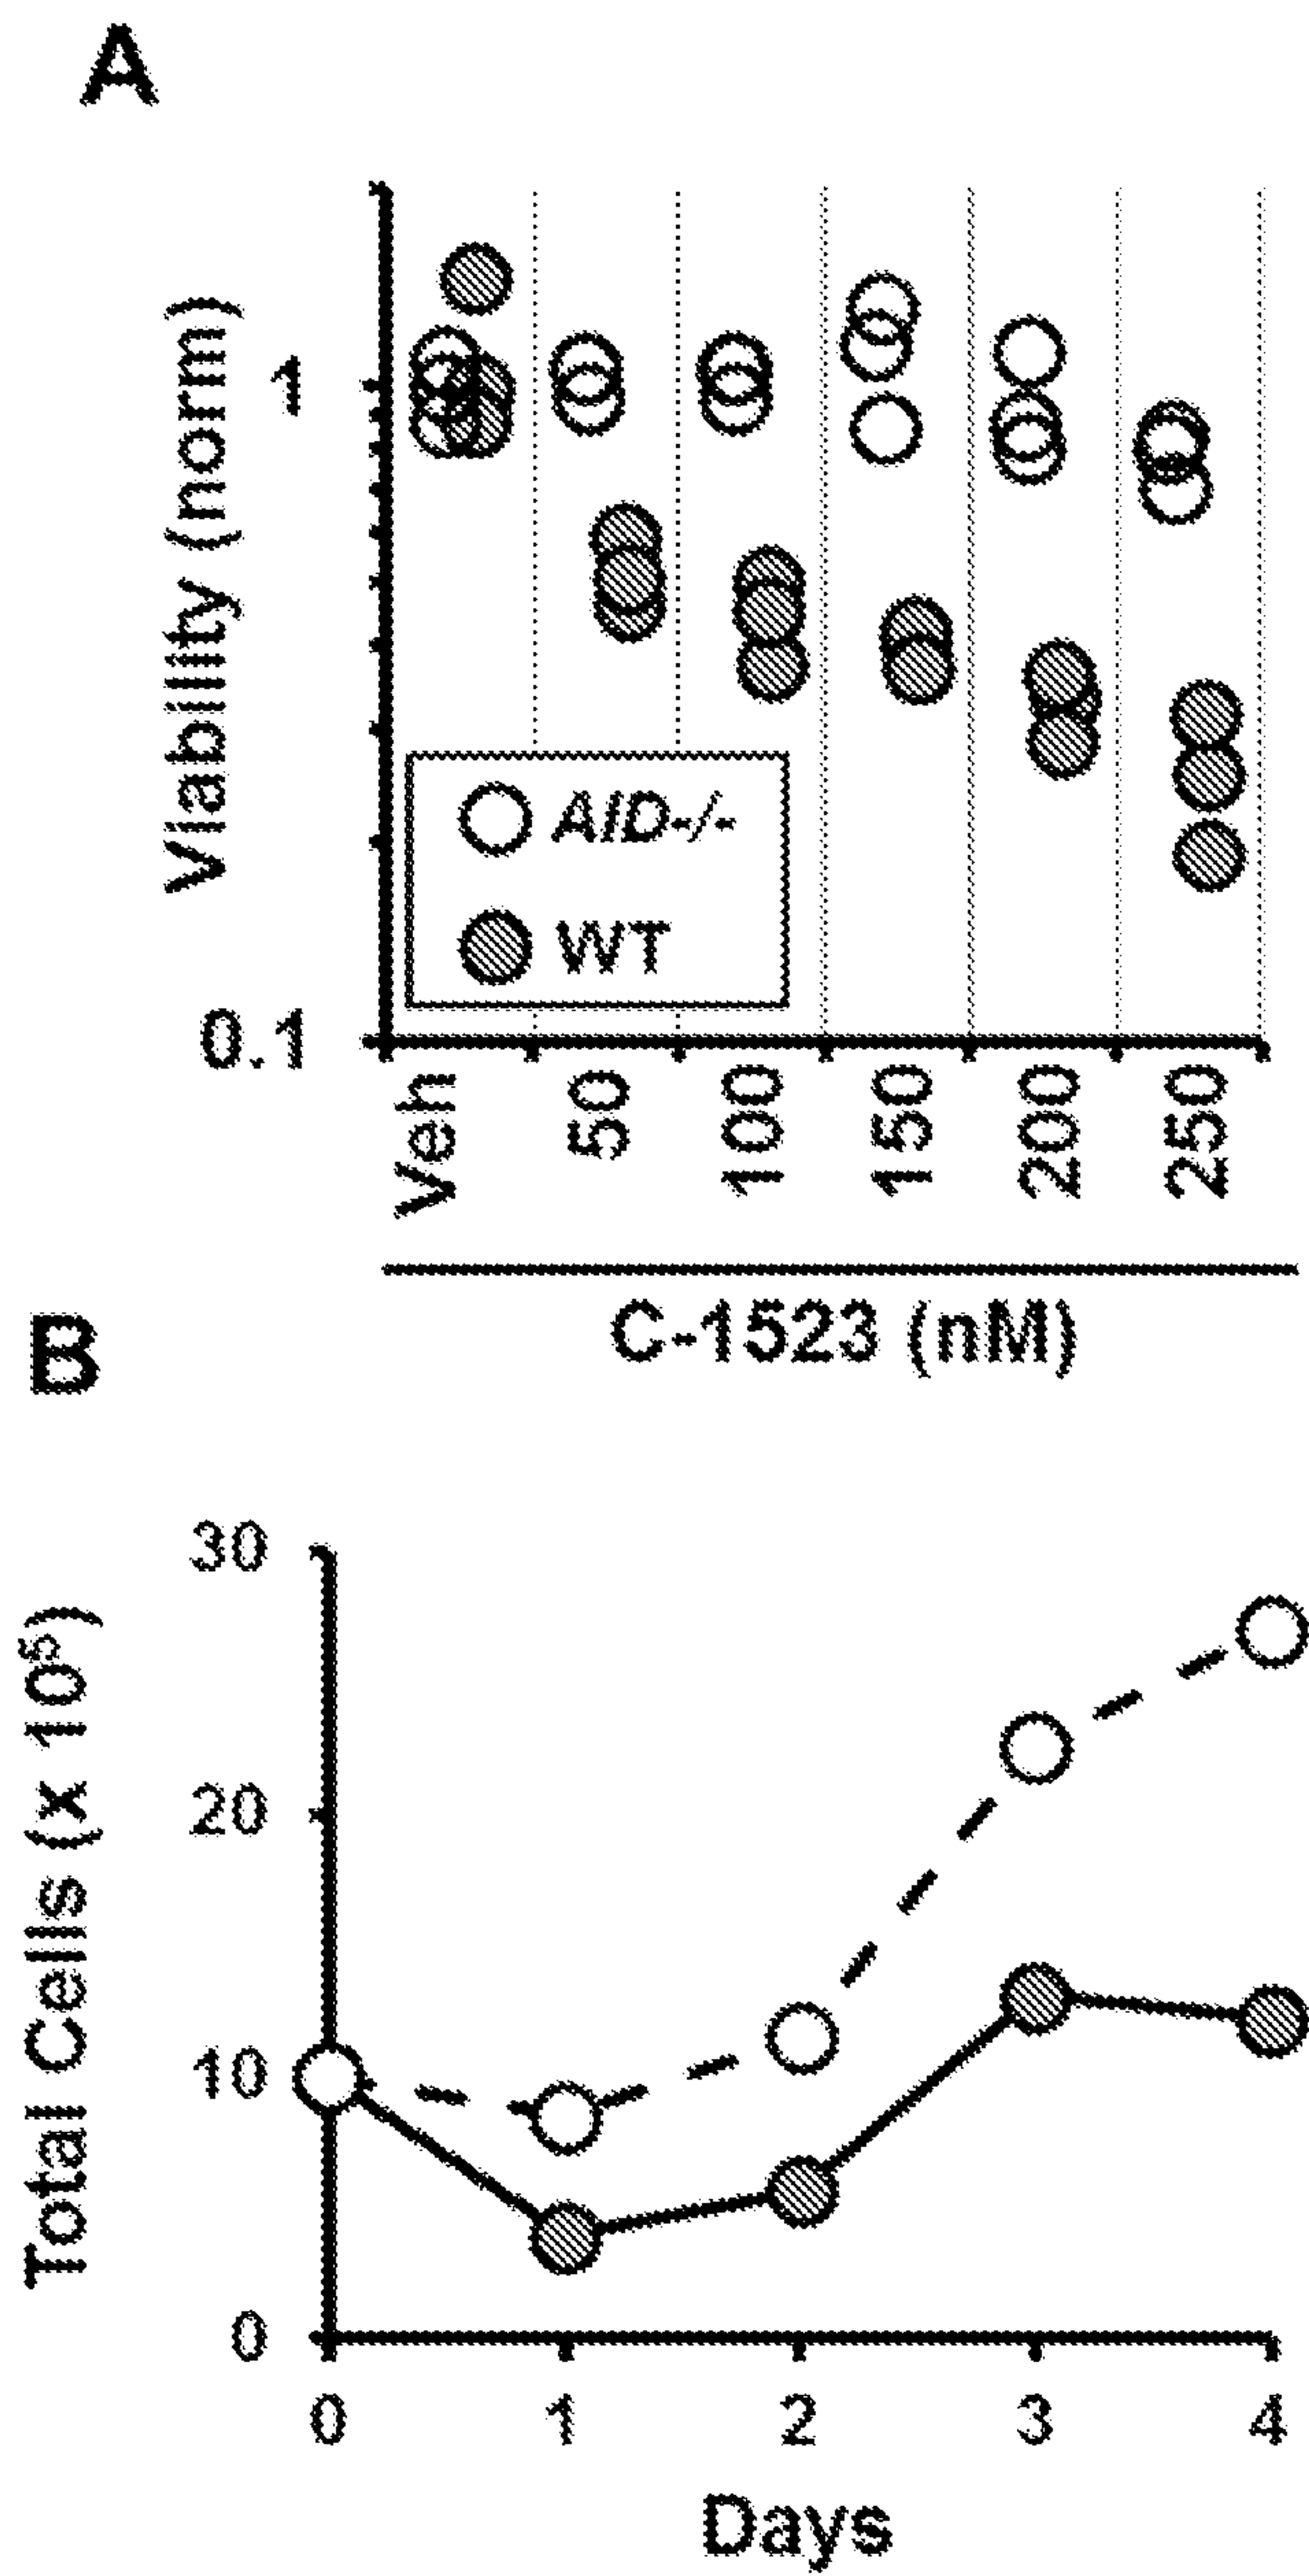 A
Viability (norm)
1
0.1
AID-/-
WT
Veh 50 100 150 200 250
C-1523 (nM)
B
Total Cells (x 10⁵)
30
20
10
0
0 1 2 3 4
Days